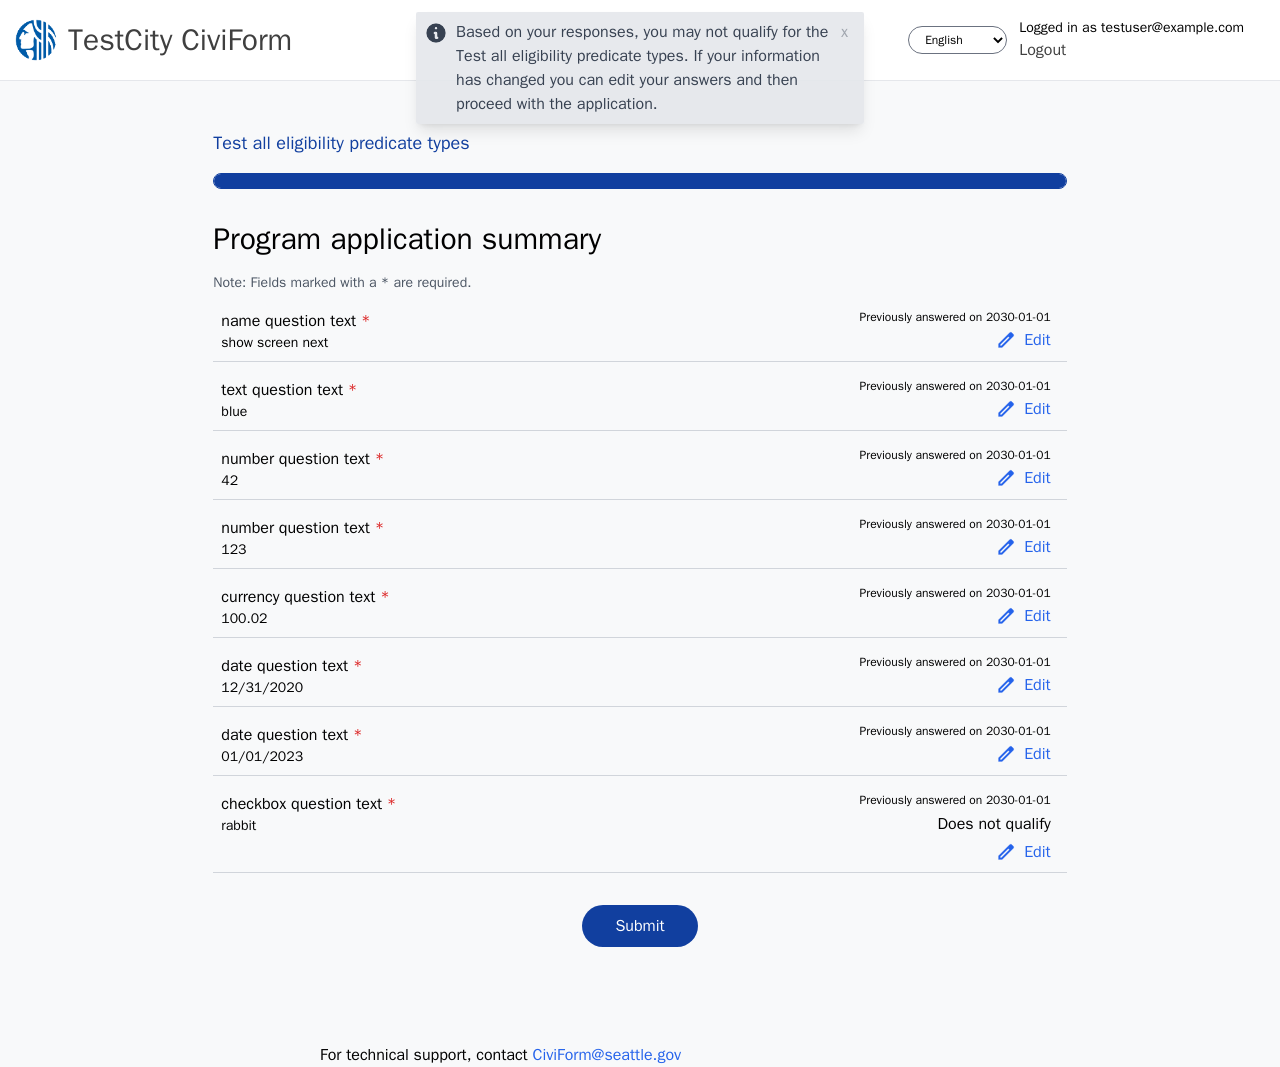 TestCity CiviForm
Based on your responses, you may not qualify for the
Test all eligibility predicate types. If your information
has changed you can edit your answers and then
proceed with the application.
x
English
Logged in as testuser@example.com
Logout
Test all eligibility predicate types
Program application summary
Note: Fields marked with a * are required.
name question text *
show screen next
Previously answered on 2030-01-01
Edit
text question text *
blue
Previously answered on 2030-01-01
Edit
number question text *
42
Previously answered on 2030-01-01
Edit
number question text *
123
Previously answered on 2030-01-01
Edit
currency question text *
100.02
Previously answered on 2030-01-01
Edit
date question text *
12/31/2020
Previously answered on 2030-01-01
Edit
date question text *
01/01/2023
Previously answered on 2030-01-01
Edit
checkbox question text *
rabbit
Previously answered on 2030-01-01
Does not qualify
Edit
Submit
For technical support, contact CiviForm@seattle.gov